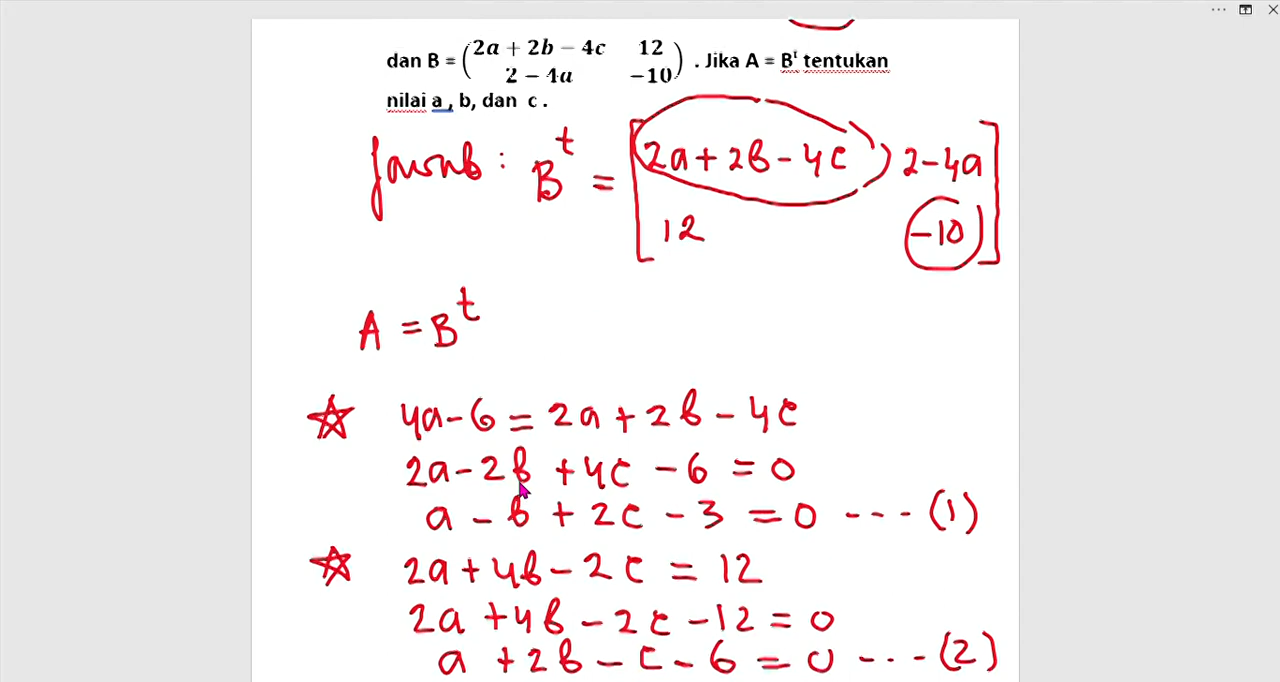 dan B = (2a + 2b − 4c 12
2 − 4a −10) . Jika A = Bᵗ tentukan
nilai a , b, dan c .
Jawab : Bᵗ = [2a+2b-4c 2-4a
12 -10]
A = Bᵗ
☆ 4a-6 = 2a+2b-4c
2a-2b+4c-6 = 0
a-b+2c-3 = 0 --- (1)
☆ 2a+4b-2c = 12
2a+4b-2c-12 = 0
a+2b-c-6 = 0 --- (2)